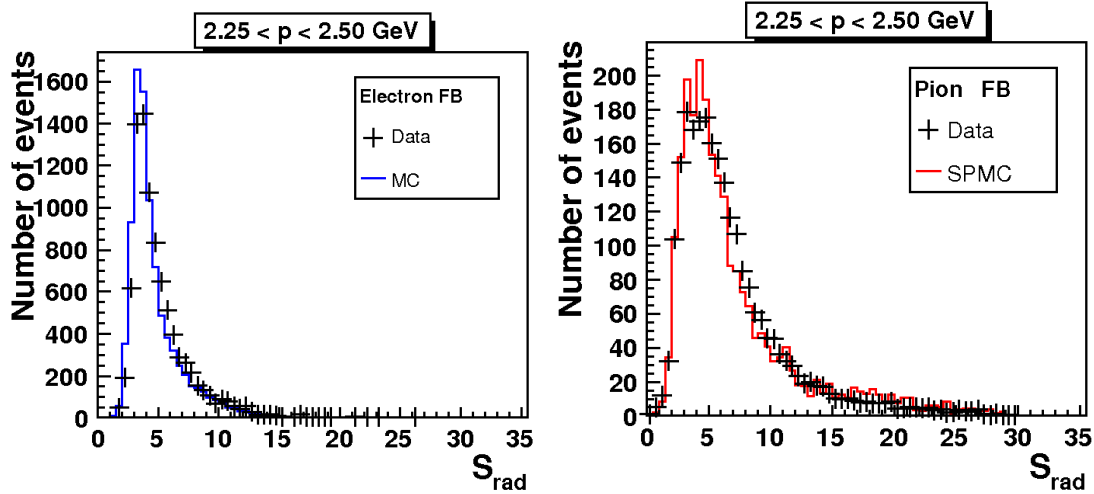 2.25 < p < 2.50 GeV
Number of events
1600
1400
1200
1000
800
600
400
200
0
Electron FB
Data
MC
0 5 10 15 20 25 30 35
S_rad
2.25 < p < 2.50 GeV
Number of events
200
180
160
140
120
100
80
60
40
20
0
Pion FB
Data
SPMC
0 5 10 15 20 25 30 35
S_rad